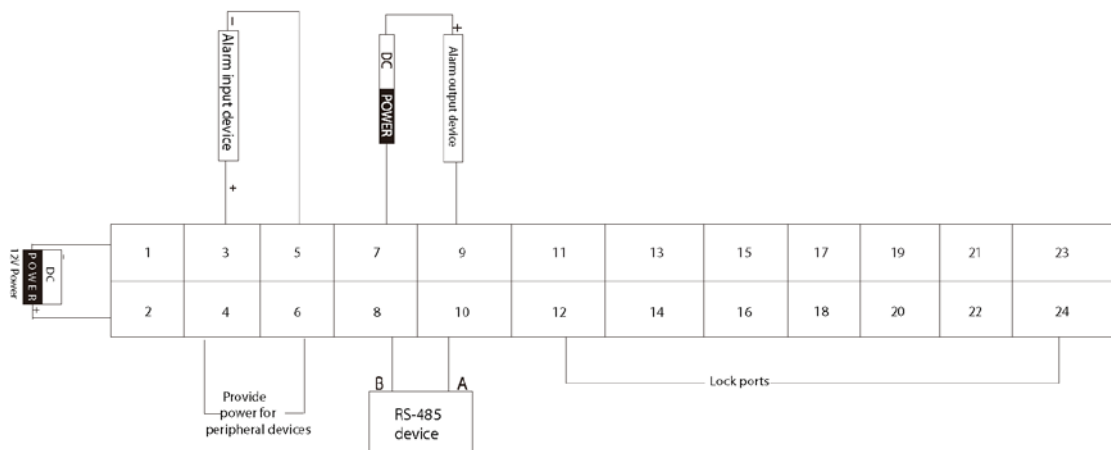 −
+
Alarm input device
DC
POWER
Alarm output device
+
12V Power
POWER
DC
-
+
1
3
5
7
9
11
13
15
17
19
21
23
2
4
6
8
10
12
14
16
18
20
22
24
B
A
Provide
power for
peripheral devices
RS-485
device
Lock ports